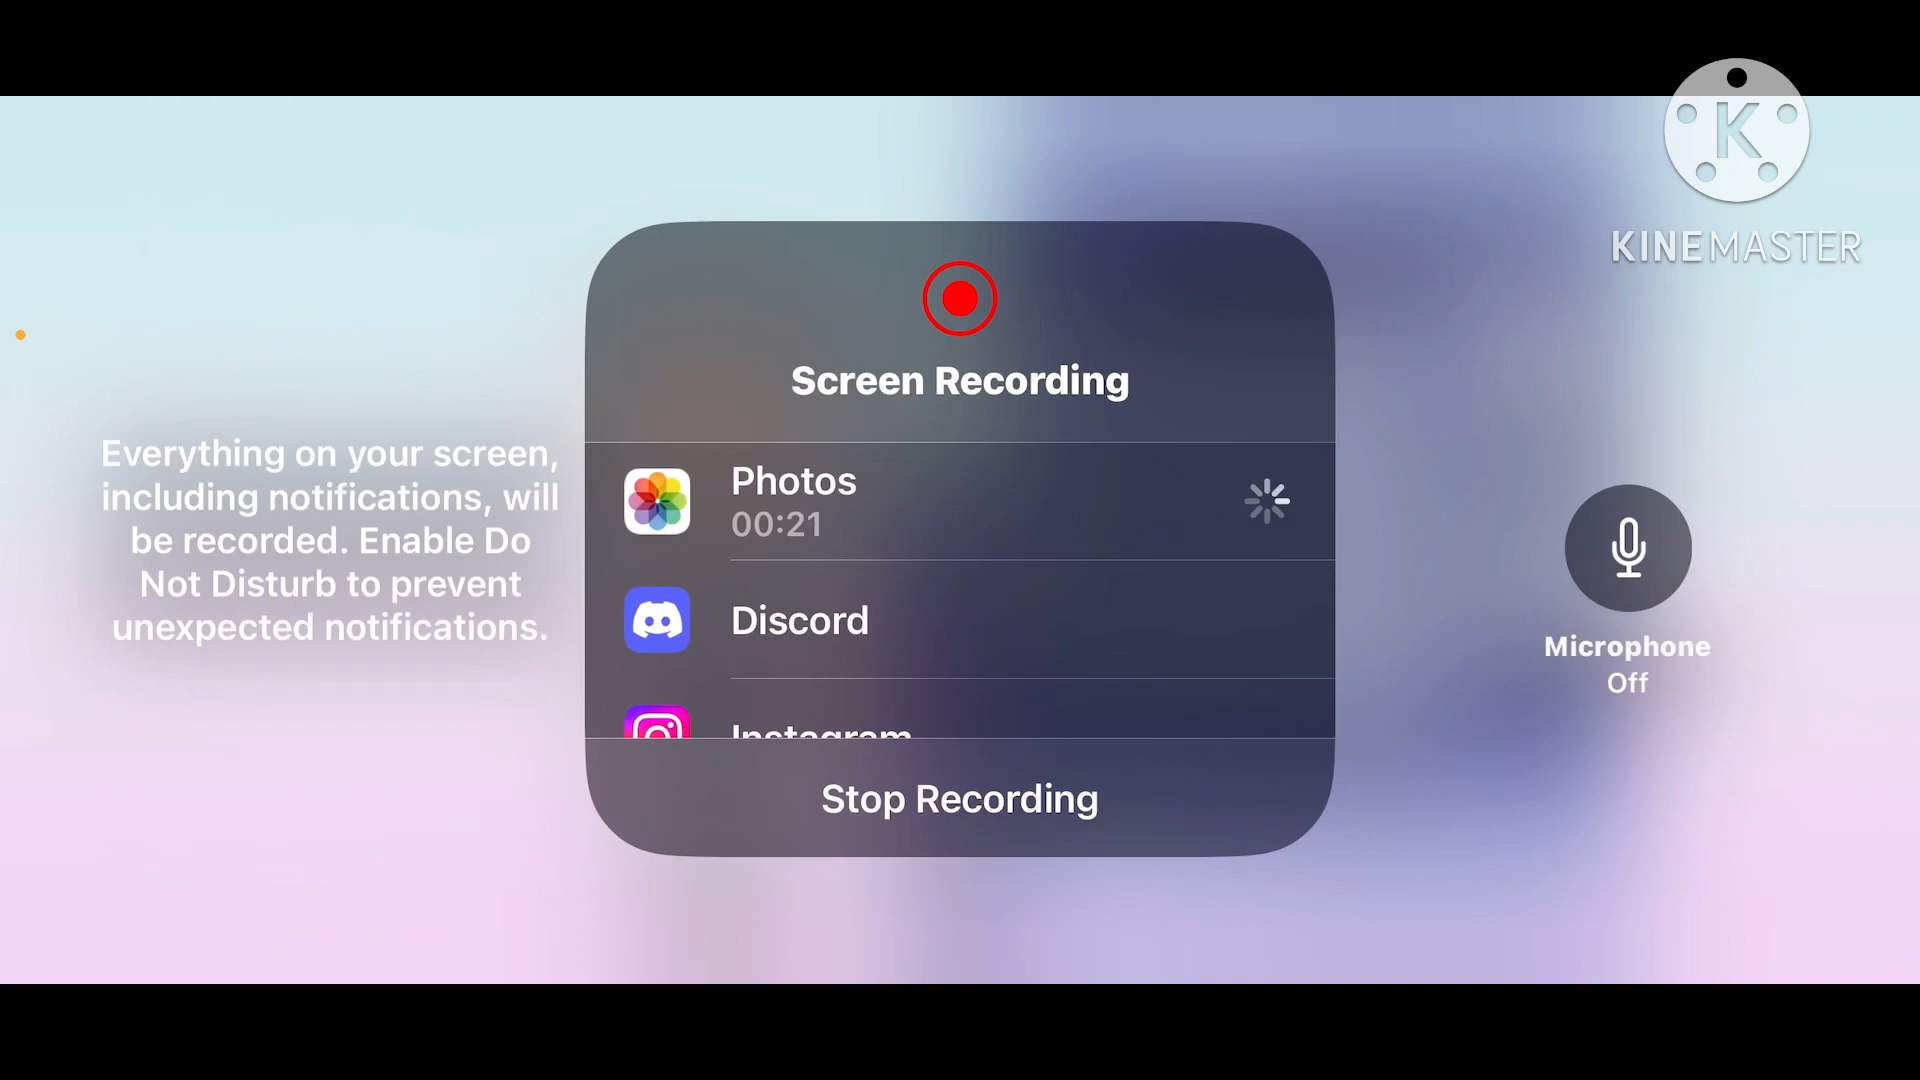 K
KINEMASTER
Screen Recording
Everything on your screen,
including notifications, will
be recorded. Enable Do
Not Disturb to prevent
unexpected notifications.
Photos
00:21
Discord
Instagram
Stop Recording
Microphone
Off